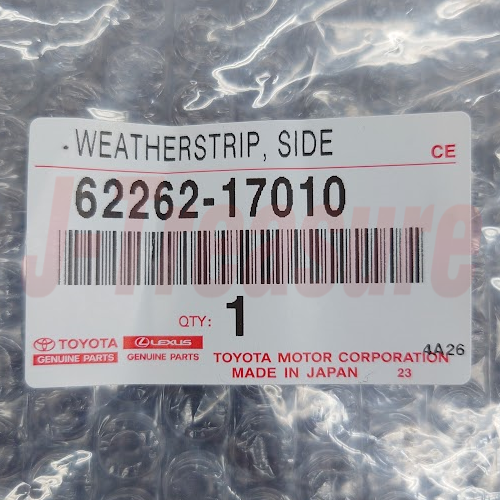 WEATHERSTRIP, SIDE
CE
62262-17010
J-Treasure
QTY: 1
TOYOTA LEXUS
GENUINE PARTS GENUINE PARTS
TOYOTA MOTOR CORPORATION 4A26
MADE IN JAPAN 23